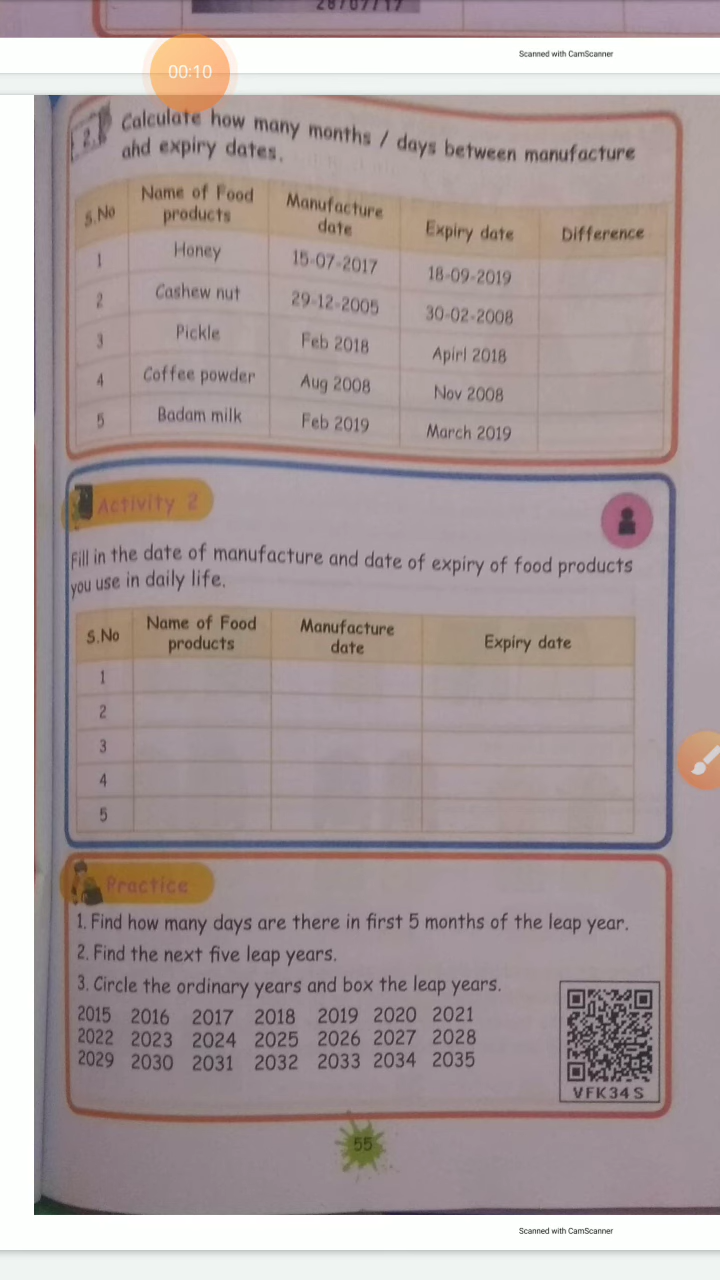 28/07/17
Scanned with CamScanner
00:10
2. Calculate how many months / days between manufacture
and expiry dates.
S.No Name of Food products Manufacture date Expiry date Difference
1 Honey 15-07-2017 18-09-2019
2 Cashew nut 29-12-2005 30-02-2008
3 Pickle Feb 2018 Apirl 2018
4 Coffee powder Aug 2008 Nov 2008
5 Badam milk Feb 2019 March 2019
Activity 2
Fill in the date of manufacture and date of expiry of food products
you use in daily life.
S.No Name of Food products Manufacture date Expiry date
1
2
3
4
5
Practice
1. Find how many days are there in first 5 months of the leap year.
2. Find the next five leap years.
3. Circle the ordinary years and box the leap years.
2015 2016 2017 2018 2019 2020 2021
2022 2023 2024 2025 2026 2027 2028
2029 2030 2031 2032 2033 2034 2035
VFK34S
55
Scanned with CamScanner